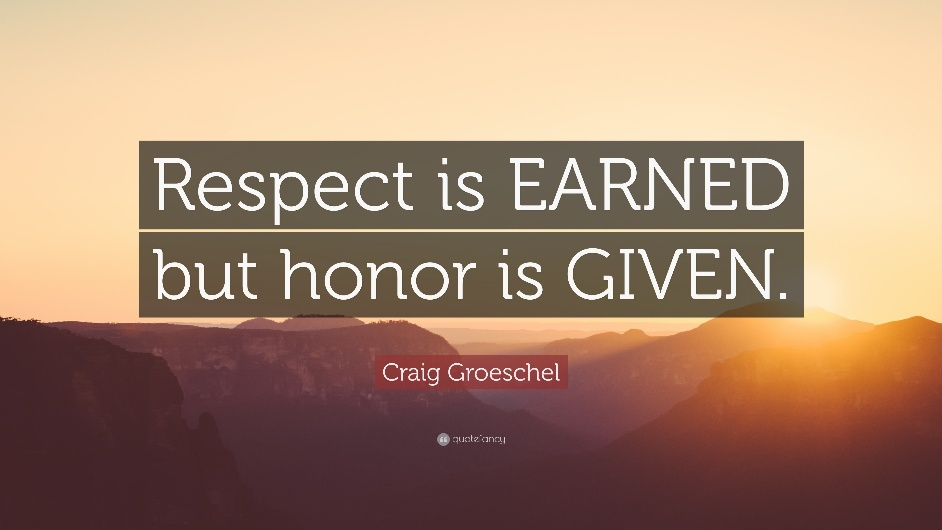 Respect is EARNED
but honor is GIVEN.
Craig Groeschel
quotefancy